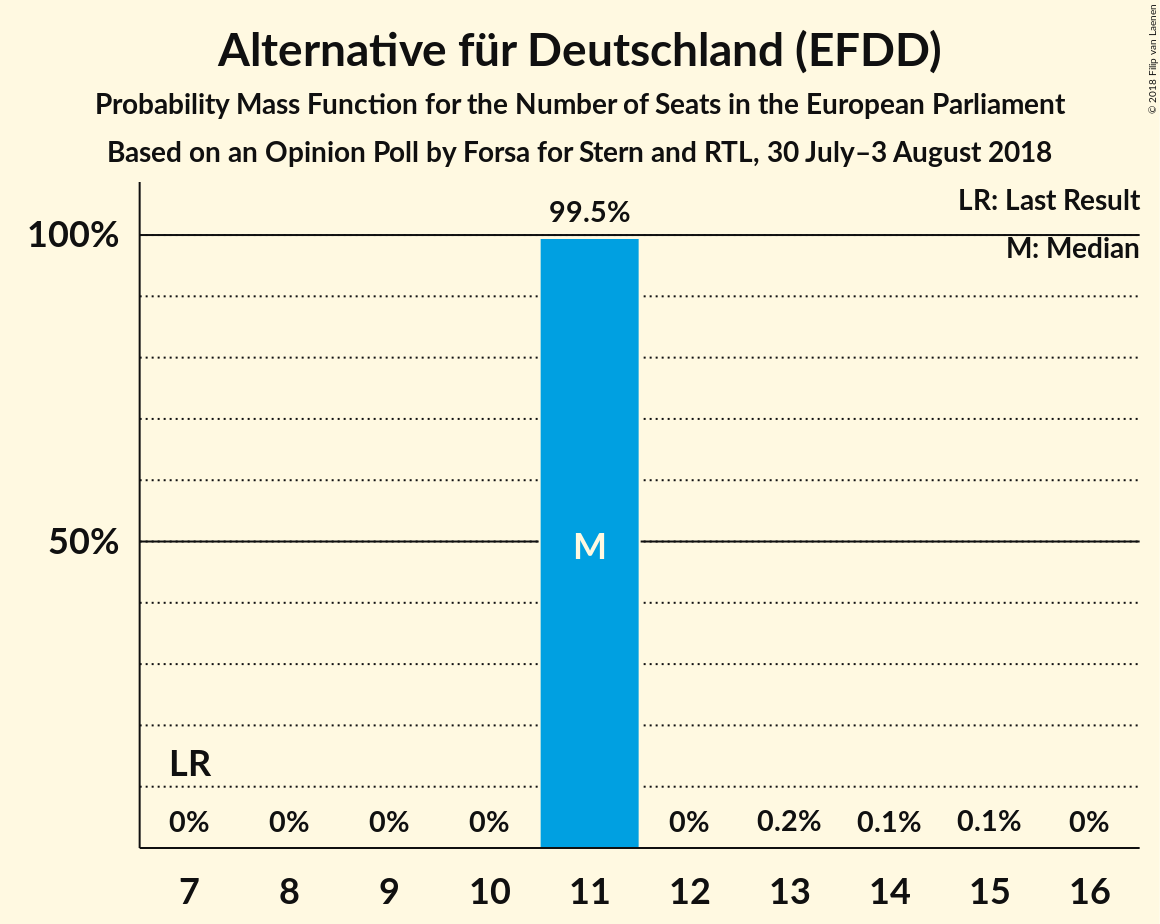 Alternative für Deutschland (EFDD)
Probability Mass Function for the Number of Seats in the European Parliament
Based on an Opinion Poll by Forsa for Stern and RTL, 30 July–3 August 2018
© 2018 Filip van Laenen
LR: Last Result
M: Median
99.5%
100%
50%
M
LR
0% 0% 0% 0% 0% 0.2% 0.1% 0.1% 0%
7 8 9 10 11 12 13 14 15 16